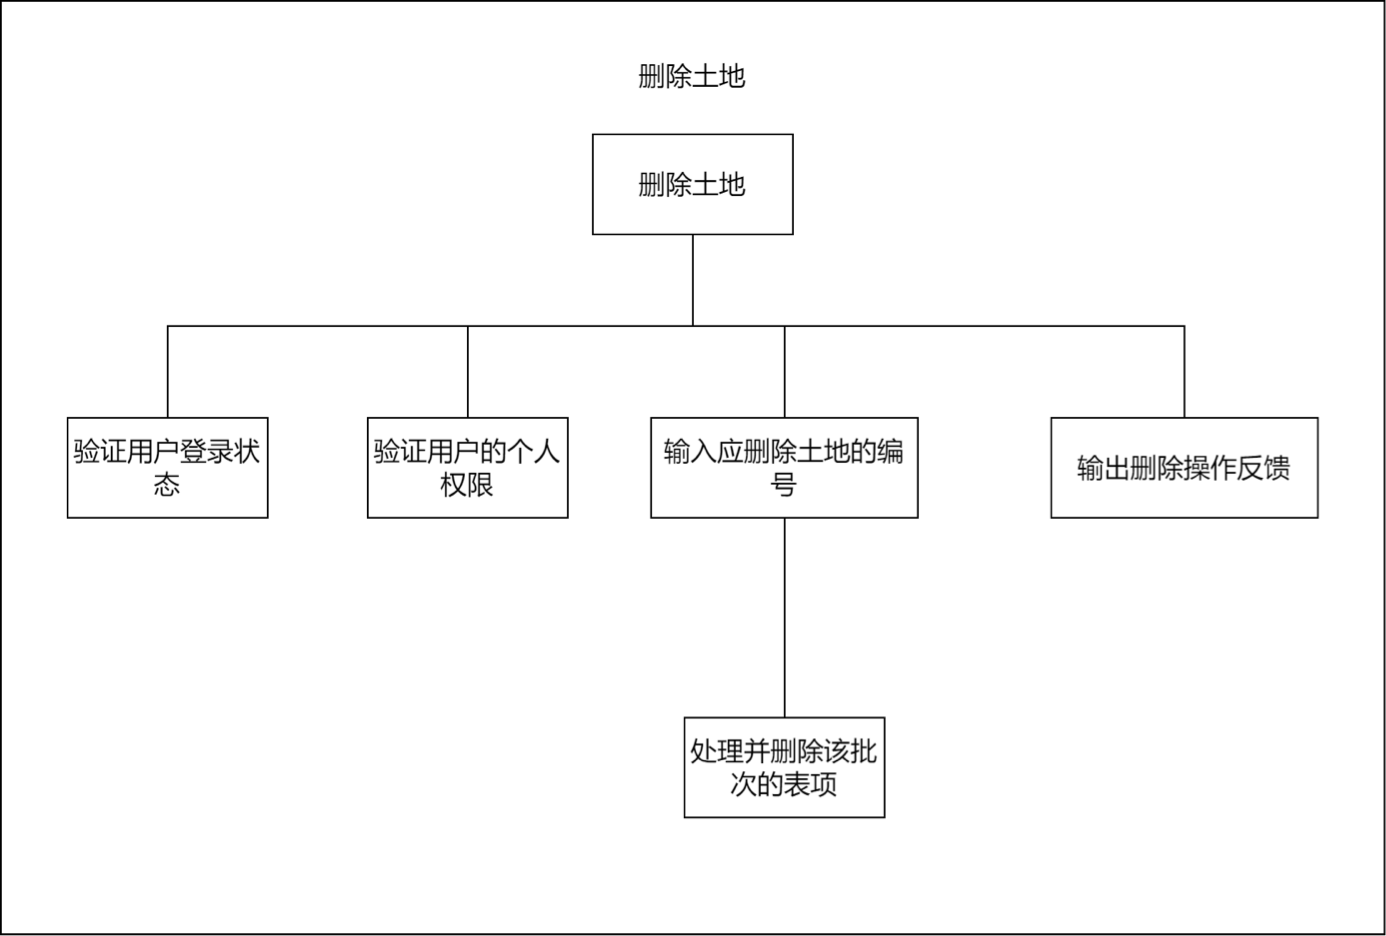 删除土地
删除土地
验证用户登录状
态
验证用户的个人
权限
输入应删除土地的编
号
输出删除操作反馈
处理并删除该批
次的表项